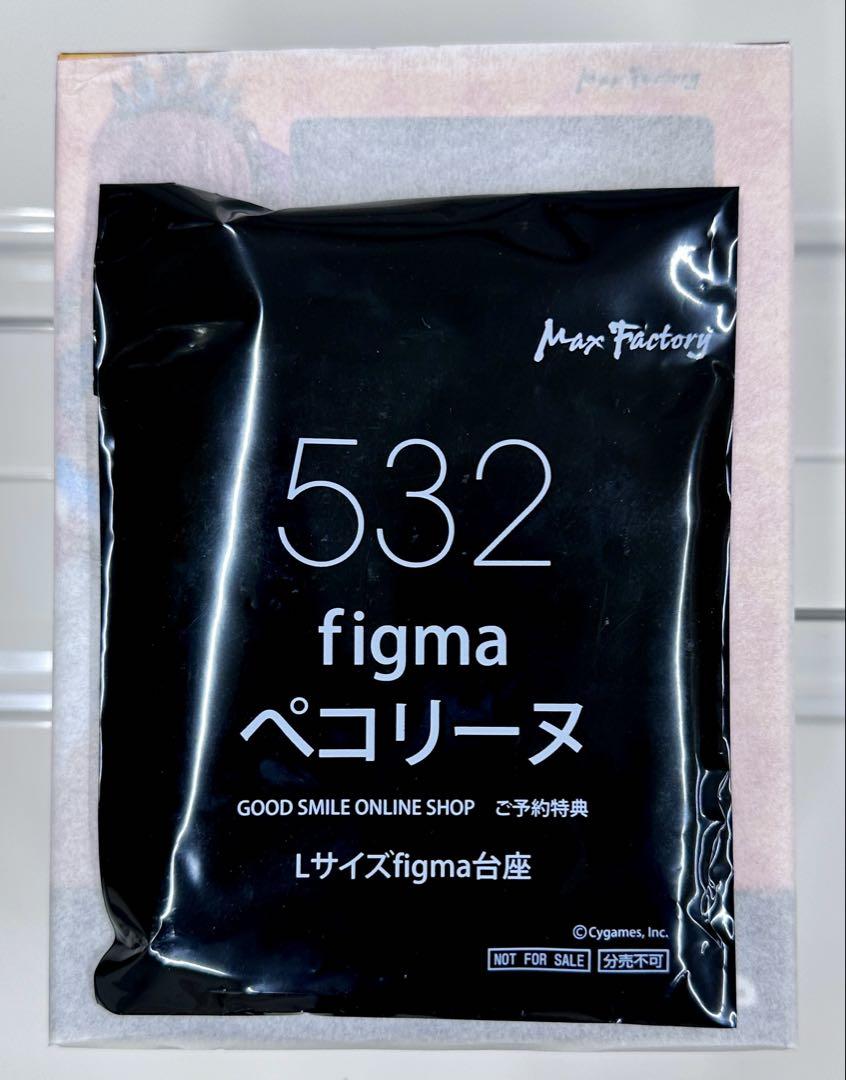 Max Factory
Max Factory
532
figma
ペコリーヌ
GOOD SMILE ONLINE SHOP ご予約特典
Lサイズfigma台座
©Cygames, Inc.
NOT FOR SALE 分売不可